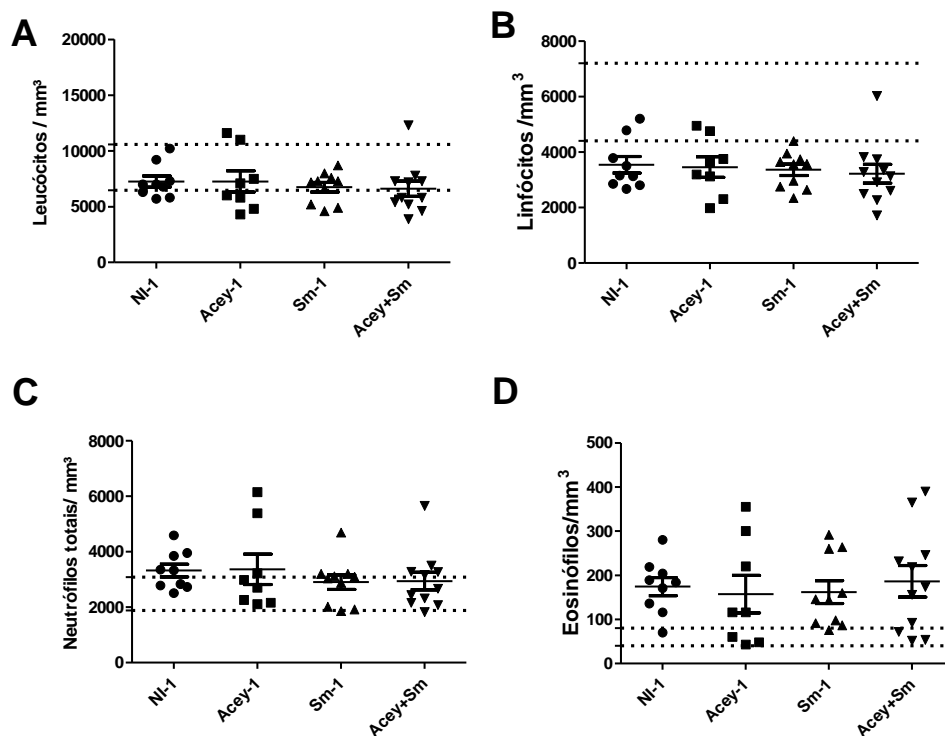 A
Leucócitos / mm³
20000
15000
10000
5000
0
NI-1
Acey-1
Sm-1
Acey+Sm
B
Linfócitos /mm³
8000
6000
4000
2000
0
NI-1
Acey-1
Sm-1
Acey+Sm
C
Neutrófilos totais/ mm³
8000
6000
4000
2000
0
NI-1
Acey-1
Sm-1
Acey+Sm
D
Eosinófilos/mm³
500
400
300
200
100
0
NI-1
Acey-1
Sm-1
Acey+Sm